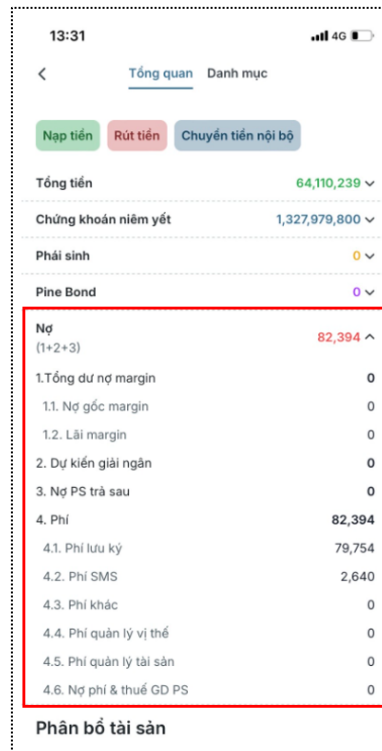 13:31 4G
Tổng quan Danh mục
Nạp tiền Rút tiền Chuyển tiền nội bộ
Tổng tiền 64,110,239
Chứng khoán niêm yết 1,327,979,800
Phái sinh 0
Pine Bond 0
Nợ 82,394
(1+2+3)
1.Tổng dư nợ margin 0
1.1. Nợ gốc margin 0
1.2. Lãi margin 0
2. Dự kiến giải ngân 0
3. Nợ PS trả sau 0
4. Phí 82,394
4.1. Phí lưu ký 79,754
4.2. Phí SMS 2,640
4.3. Phí khác 0
4.4. Phí quản lý vị thế 0
4.5. Phí quản lý tài sản 0
4.6. Nợ phí & thuế GD PS 0
Phân bổ tài sản